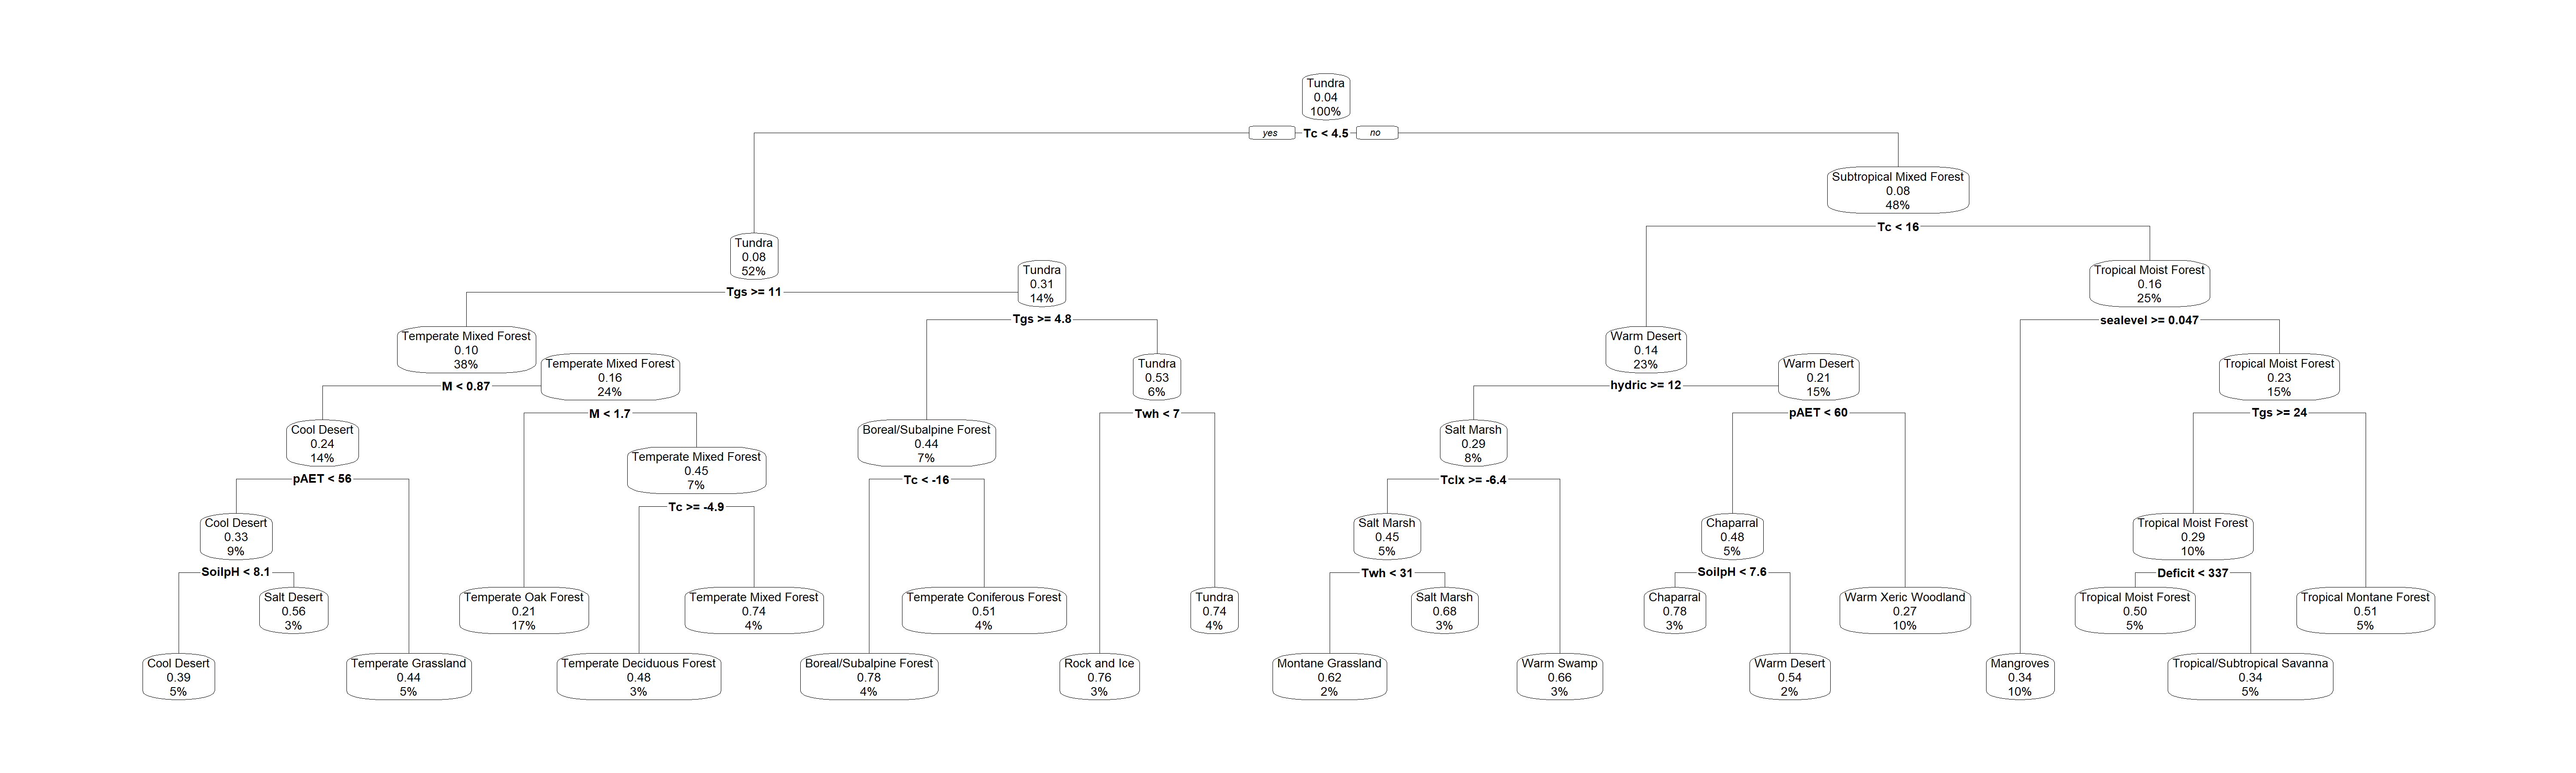 Tundra
0.04
100%
yes
Tc < 4.5
no
Subtropical Mixed Forest
0.08
48%
Tc < 16
Tundra
0.08
52%
Tgs >= 11
Tundra
0.31
14%
Tgs >= 4.8
Tropical Moist Forest
0.16
25%
sealevel >= 0.047
Temperate Mixed Forest
0.10
38%
M < 0.87
Temperate Mixed Forest
0.16
24%
M < 1.7
Tundra
0.53
6%
Twh < 7
Warm Desert
0.14
23%
hydric >= 12
Warm Desert
0.21
15%
pAET < 60
Tropical Moist Forest
0.23
15%
Tgs >= 24
Cool Desert
0.24
14%
pAET < 56
Temperate Mixed Forest
0.45
7%
Tc >= -4.9
Boreal/Subalpine Forest
0.44
7%
Tc < -16
Salt Marsh
0.29
8%
Tclx >= -6.4
Cool Desert
0.33
9%
SoilpH < 8.1
Salt Marsh
0.45
5%
Twh < 31
Chaparral
0.48
5%
SoilpH < 7.6
Tropical Moist Forest
0.29
10%
Deficit < 337
Salt Desert
0.56
3%
Temperate Oak Forest
0.21
17%
Temperate Mixed Forest
0.74
4%
Temperate Coniferous Forest
0.51
4%
Tundra
0.74
4%
Salt Marsh
0.68
3%
Chaparral
0.78
3%
Warm Xeric Woodland
0.27
10%
Tropical Moist Forest
0.50
5%
Tropical Montane Forest
0.51
5%
Cool Desert
0.39
5%
Temperate Grassland
0.44
5%
Temperate Deciduous Forest
0.48
3%
Boreal/Subalpine Forest
0.78
4%
Rock and Ice
0.76
3%
Montane Grassland
0.62
2%
Warm Swamp
0.66
3%
Warm Desert
0.54
2%
Mangroves
0.34
10%
Tropical/Subtropical Savanna
0.34
5%